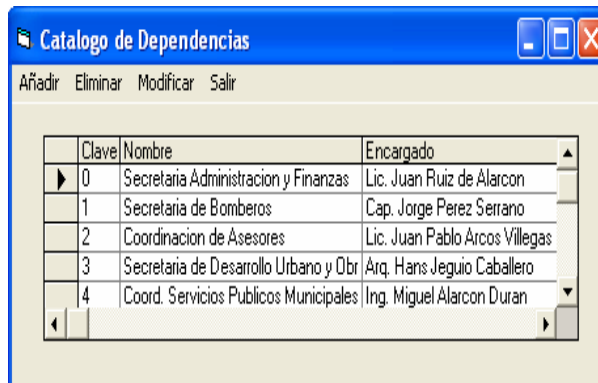 Catalogo de Dependencias
Añadir Eliminar Modificar Salir
Clave Nombre Encargado
0 Secretaria Administracion y Finanzas Lic. Juan Ruiz de Alarcon
1 Secretaria de Bomberos Cap. Jorge Perez Serrano
2 Coordinacion de Asesores Lic. Juan Pablo Arcos Villegas
3 Secretaria de Desarrollo Urbano y Obr Arq. Hans Jeguio Caballero
4 Coord. Servicios Publicos Municipales Ing. Miguel Alarcon Duran